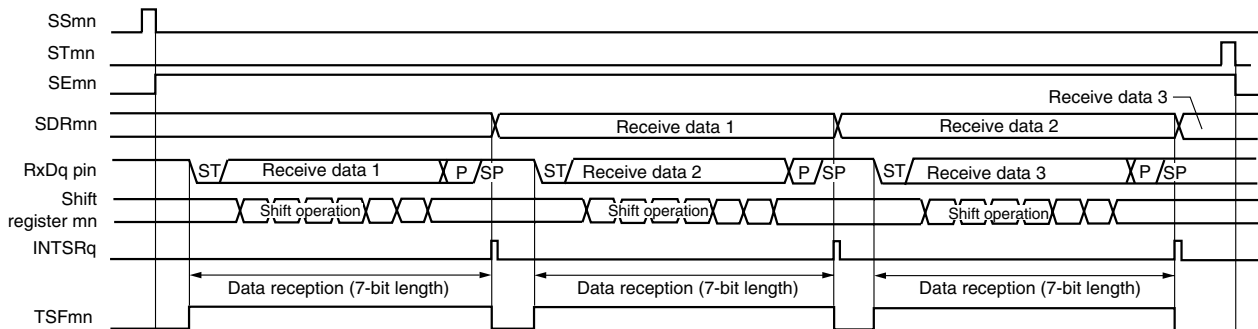 SSmn
STmn
SEmn
Receive data 3
SDRmn Receive data 1 Receive data 2
RxDq pin ST Receive data 1 P SP ST Receive data 2 P SP ST Receive data 3 P SP
Shift
register mn Shift operation Shift operation Shift operation
INTSRq
Data reception (7-bit length) Data reception (7-bit length) Data reception (7-bit length)
TSFmn